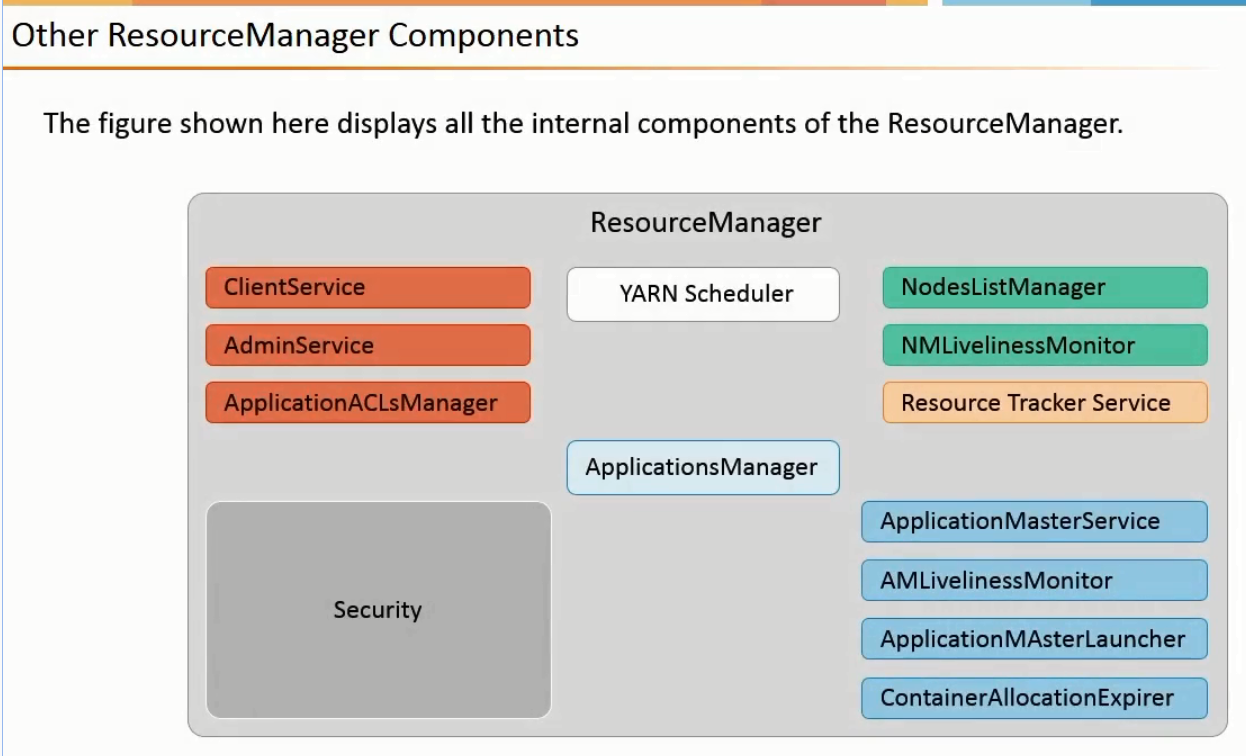 Other ResourceManager Components
The figure shown here displays all the internal components of the ResourceManager.
ResourceManager
ClientService
AdminService
ApplicationACLsManager
YARN Scheduler
NodesListManager
NMLivelinessMonitor
Resource Tracker Service
ApplicationsManager
Security
ApplicationMasterService
AMLivelinessMonitor
ApplicationMAsterLauncher
ContainerAllocationExpirer